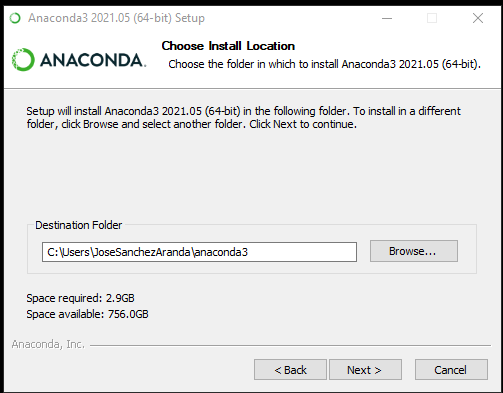 Anaconda3 2021.05 (64-bit) Setup
ANACONDA.
Choose Install Location
Choose the folder in which to install Anaconda3 2021.05 (64-bit).
Setup will install Anaconda3 2021.05 (64-bit) in the following folder. To install in a different
folder, click Browse and select another folder. Click Next to continue.
Destination Folder
C:\Users\JoseSanchezAranda\anaconda3
Browse...
Space required: 2.9GB
Space available: 756.0GB
Anaconda, Inc.
< Back
Next >
Cancel